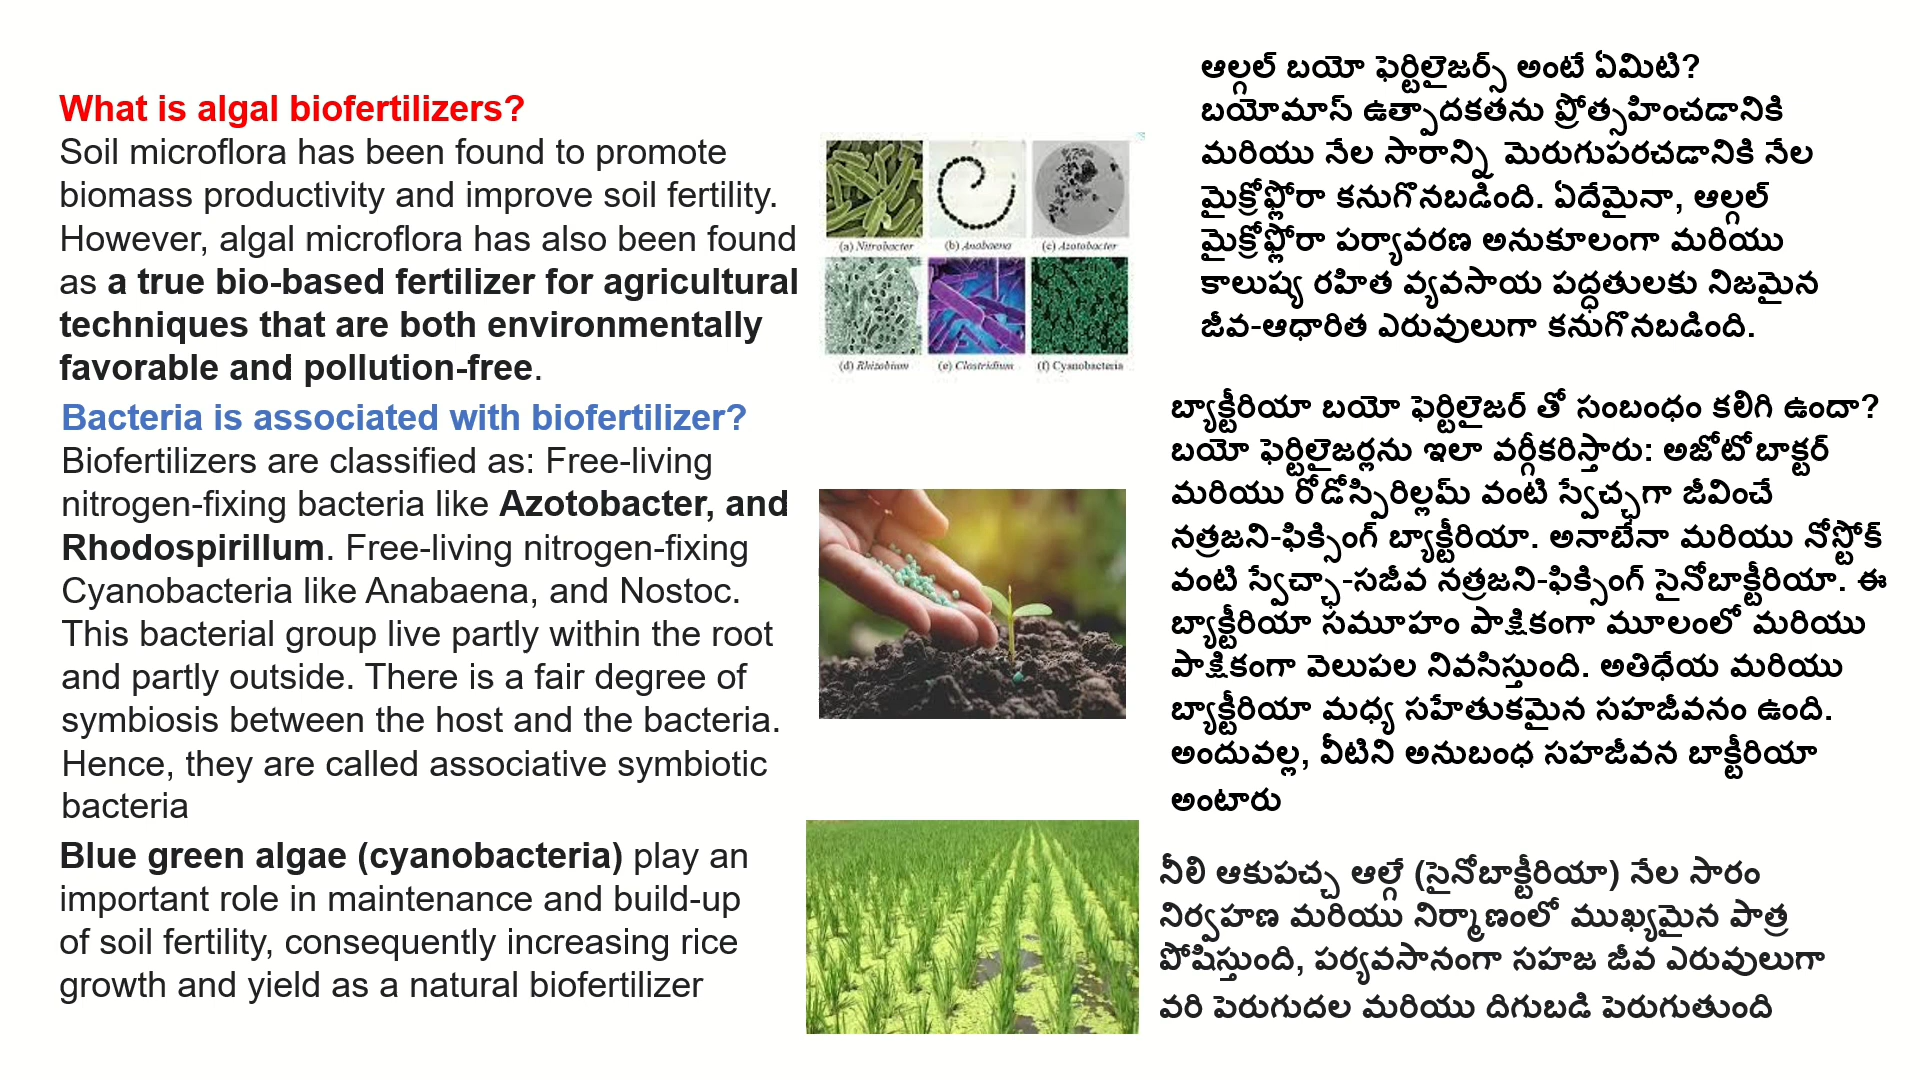 What is algal biofertilizers?
Soil microflora has been found to promote
biomass productivity and improve soil fertility.
However, algal microflora has also been found
as a true bio-based fertilizer for agricultural
techniques that are both environmentally
favorable and pollution-free.
Bacteria is associated with biofertilizer?
Biofertilizers are classified as: Free-living
nitrogen-fixing bacteria like Azotobacter, and
Rhodospirillum. Free-living nitrogen-fixing
Cyanobacteria like Anabaena, and Nostoc.
This bacterial group live partly within the root
and partly outside. There is a fair degree of
symbiosis between the host and the bacteria.
Hence, they are called associative symbiotic
bacteria
Blue green algae (cyanobacteria) play an
important role in maintenance and build-up
of soil fertility, consequently increasing rice
growth and yield as a natural biofertilizer
(a) Nitrobacter (b) Anabaena (c) Azotobacter
(d) Rhizobium (e) Clostridium (f) Cyanobacteria
ఆల్గల్ బయో ఫెర్టిలైజర్స్ అంటే ఏమిటి?
బయోమాస్ ఉత్పాదకతను ప్రోత్సహించడానికి
మరియు నేల సారాన్ని మెరుగుపరచడానికి నేల
మైక్రోఫ్లోరా కనుగొనబడింది. ఏదేమైనా, ఆల్గల్
మైక్రోఫ్లోరా పర్యావరణ అనుకూలంగా మరియు
కాలుష్య రహిత వ్యవసాయ పద్ధతులకు నిజమైన
జీవ-ఆధారిత ఎరువులుగా కనుగొనబడింది.
బ్యాక్టీరియా బయో ఫెర్టిలైజర్ తో సంబంధం కలిగి ఉందా?
బయో ఫెర్టిలైజర్లను ఇలా వర్గీకరిస్తారు: అజోటోబాక్టర్
మరియు రోడోస్పిరిల్లమ్ వంటి స్వేచ్ఛగా జీవించే
నత్రజని-ఫిక్సింగ్ బ్యాక్టీరియా. అనాబేనా మరియు నోస్టోక్
వంటి స్వేచ్ఛా-సజీవ నత్రజని-ఫిక్సింగ్ సైనోబాక్టీరియా. ఈ
బ్యాక్టీరియా సమూహం పాక్షికంగా మూలంలో మరియు
పాక్షికంగా వెలుపల నివసిస్తుంది. అతిధేయ మరియు
బ్యాక్టీరియా మధ్య సహేతుకమైన సహజీవనం ఉంది.
అందువల్ల, వీటిని అనుబంధ సహజీవన బాక్టీరియా
అంటారు
నీలి ఆకుపచ్చ ఆల్గే (సైనోబాక్టీరియా) నేల సారం
నిర్వహణ మరియు నిర్మాణంలో ముఖ్యమైన పాత్ర
పోషిస్తుంది, పర్యవసానంగా సహజ జీవ ఎరువులుగా
వరి పెరుగుదల మరియు దిగుబడి పెరుగుతుంది